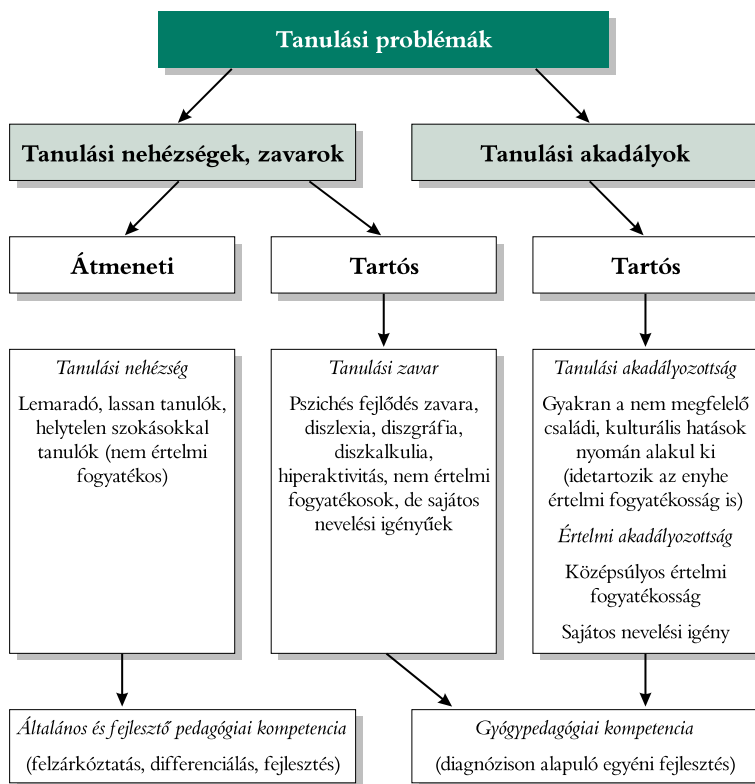 Tanulási problémák
Tanulási nehézségek, zavarok
Tanulási akadályok
Átmeneti
Tartós
Tartós
Tanulási nehézség
Lemaradó, lassan tanulók,
helytelen szokásokkal
tanulók (nem értelmi
fogyatékos)
Tanulási zavar
Pszichés fejlődés zavara,
diszlexia, diszgráfia,
diszkalkulia,
hiperaktivitás, nem értelmi
fogyatékosok, de sajátos
nevelési igényűek
Tanulási akadályozottság
Gyakran a nem megfelelő
családi, kulturális hatások
nyomán alakul ki
(idetartozik az enyhe
értelmi fogyatékosság is)
Értelmi akadályozottság
Középsúlyos értelmi
fogyatékosság
Sajátos nevelési igény
Általános és fejlesztő pedagógiai kompetencia
(felzárkóztatás, differenciálás, fejlesztés)
Gyógypedagógiai kompetencia
(diagnózison alapuló egyéni fejlesztés)